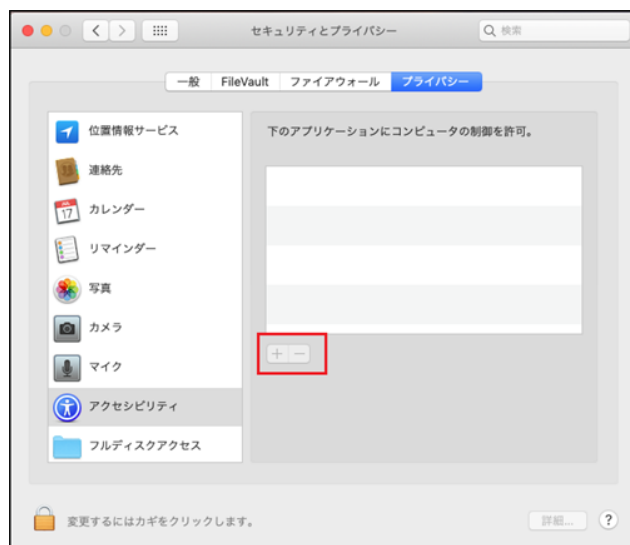 セキュリティとプライバシー
検索
一般 FileVault ファイアウォール プライバシー
位置情報サービス
連絡先
カレンダー
リマインダー
写真
カメラ
マイク
アクセシビリティ
フルディスクアクセス
下のアプリケーションにコンピュータの制御を許可。
変更するにはカギをクリックします。
詳細...
?